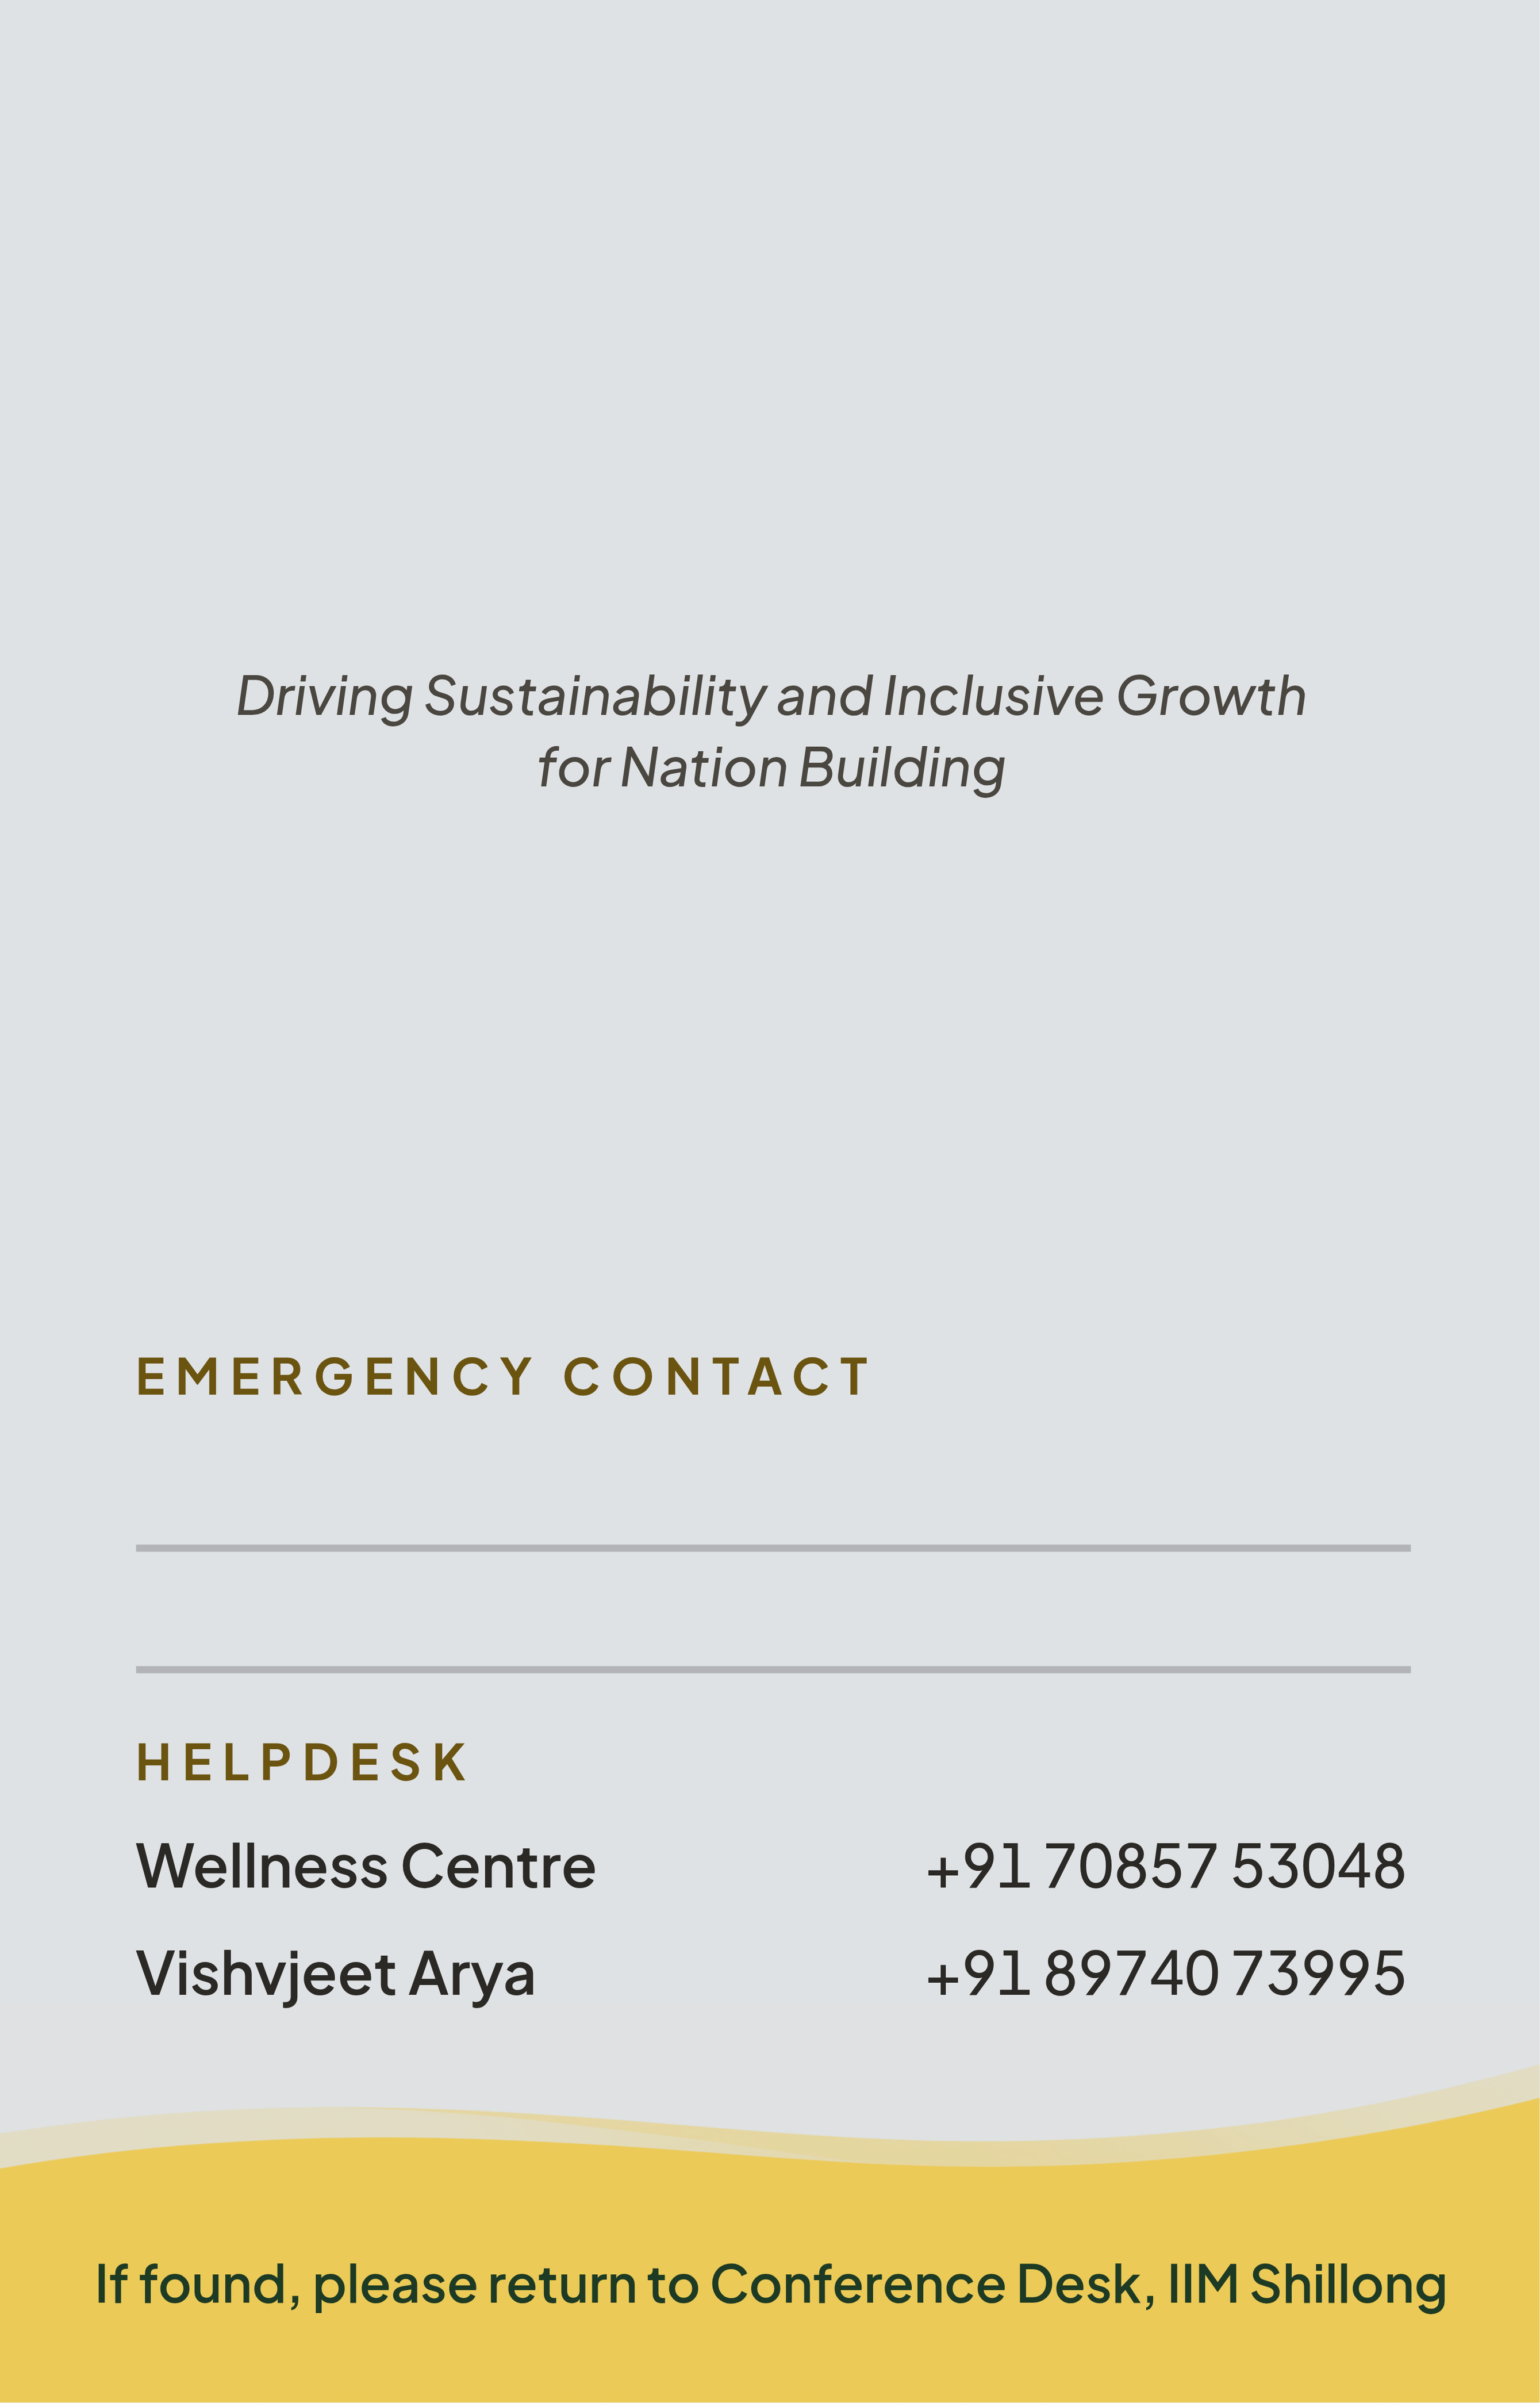 Driving Sustainability and Inclusive Growth
for Nation Building
EMERGENCY CONTACT
HELPDESK
Wellness Centre +91 70857 53048
Vishvjeet Arya +91 89740 73995
If found, please return to Conference Desk, IIM Shillong